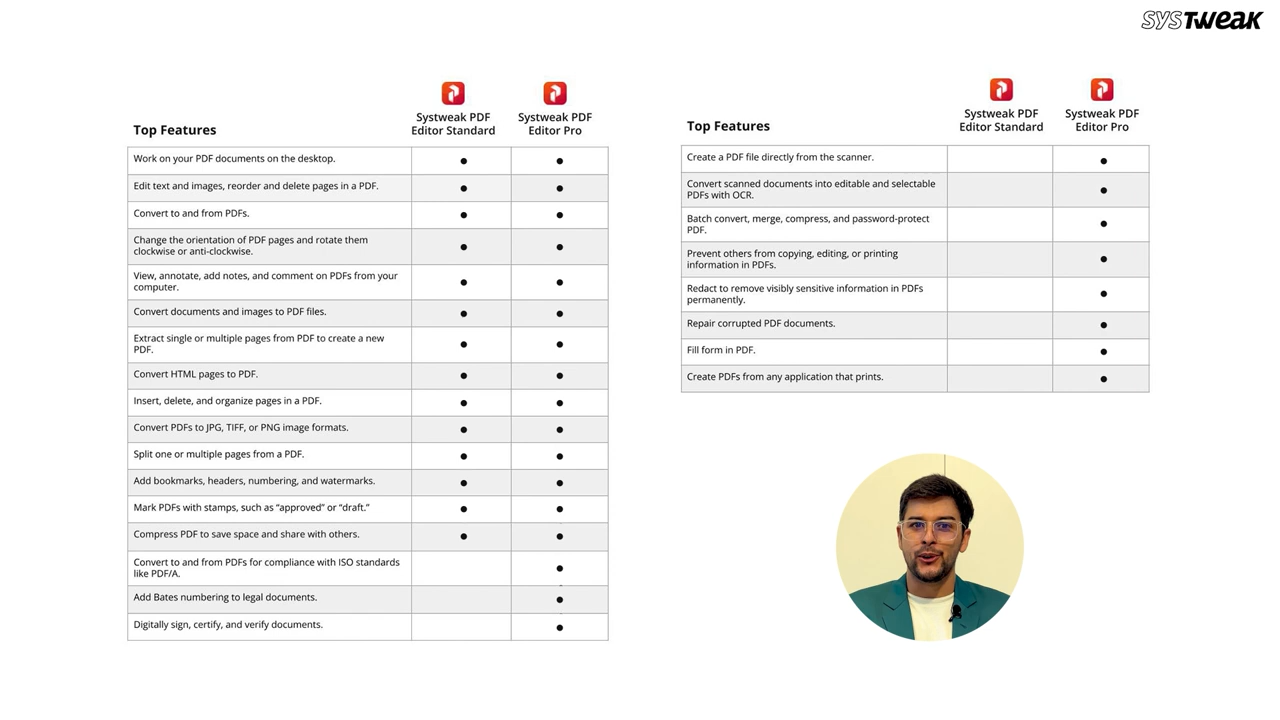 SYSTWEAK
Systweak PDF
Editor Standard
Systweak PDF
Editor Pro
Top Features
Work on your PDF documents on the desktop.
Edit text and images, reorder and delete pages in a PDF.
Convert to and from PDFs.
Change the orientation of PDF pages and rotate them
clockwise or anti-clockwise.
View, annotate, add notes, and comment on PDFs from your
computer.
Convert documents and images to PDF files.
Extract single or multiple pages from PDF to create a new
PDF.
Convert HTML pages to PDF.
Insert, delete, and organize pages in a PDF.
Convert PDFs to JPG, TIFF, or PNG image formats.
Split one or multiple pages from a PDF.
Add bookmarks, headers, numbering, and watermarks.
Mark PDFs with stamps, such as “approved” or “draft.”
Compress PDF to save space and share with others.
Convert to and from PDFs for compliance with ISO standards
like PDF/A.
Add Bates numbering to legal documents.
Digitally sign, certify, and verify documents.
Systweak PDF
Editor Standard
Systweak PDF
Editor Pro
Top Features
Create a PDF file directly from the scanner.
Convert scanned documents into editable and selectable
PDFs with OCR.
Batch convert, merge, compress, and password-protect
PDF.
Prevent others from copying, editing, or printing
information in PDFs.
Redact to remove visibly sensitive information in PDFs
permanently.
Repair corrupted PDF documents.
Fill form in PDF.
Create PDFs from any application that prints.